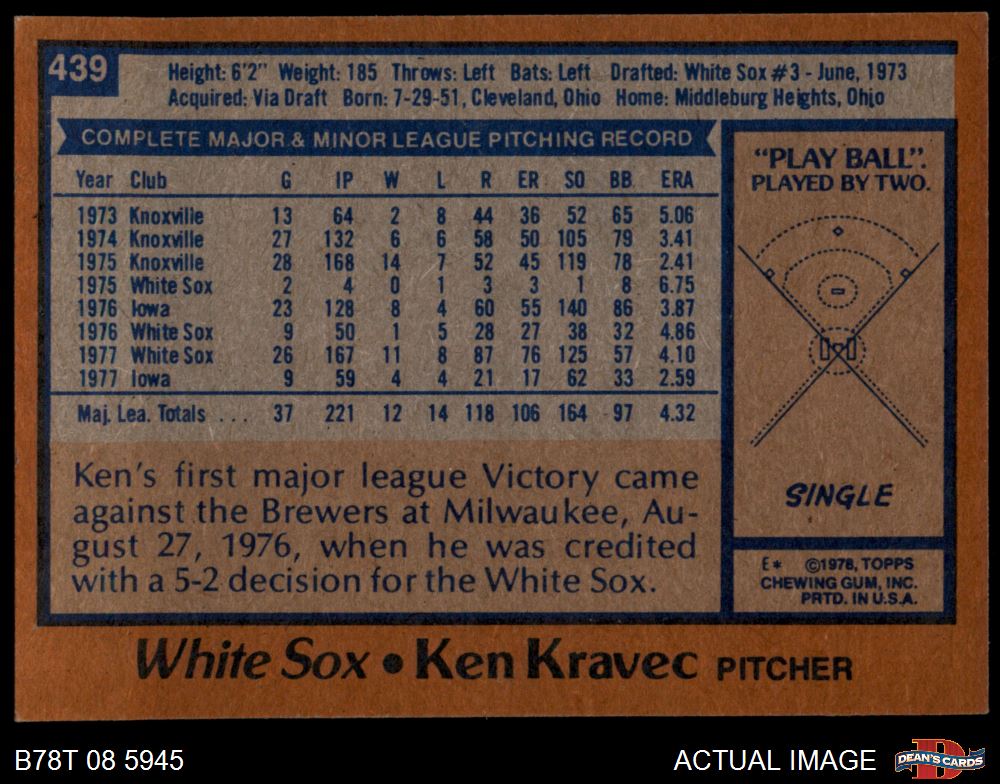 439
Height: 6'2" Weight: 185 Throws: Left Bats: Left Drafted: White Sox #3 - June, 1973
Acquired: Via Draft Born: 7-29-51, Cleveland, Ohio Home: Middleburg Heights, Ohio
COMPLETE MAJOR & MINOR LEAGUE PITCHING RECORD
Year Club G IP W L R ER SO BB ERA
1973 Knoxville 13 64 2 8 44 36 52 65 5.06
1974 Knoxville 27 132 6 6 58 50 105 79 3.41
1975 Knoxville 28 168 14 7 52 45 119 78 2.41
1975 White Sox 2 4 0 1 3 3 1 8 6.75
1976 Iowa 23 128 8 4 60 55 140 86 3.87
1976 White Sox 9 50 1 5 28 27 38 32 4.86
1977 White Sox 26 167 11 8 87 76 125 57 4.10
1977 Iowa 9 59 4 4 21 17 62 33 2.59
Maj. Lea. Totals ... 37 221 12 14 118 106 164 97 4.32
Ken's first major league Victory came
against the Brewers at Milwaukee, Au-
gust 27, 1976, when he was credited
with a 5-2 decision for the White Sox.
"PLAY BALL".
PLAYED BY TWO.
SINGLE
E* ©1978, TOPPS
CHEWING GUM, INC.
PRTD. IN U.S.A.
White Sox • Ken Kravec PITCHER
B78T 08 5945
ACTUAL IMAGE
DEAN'S CARDS